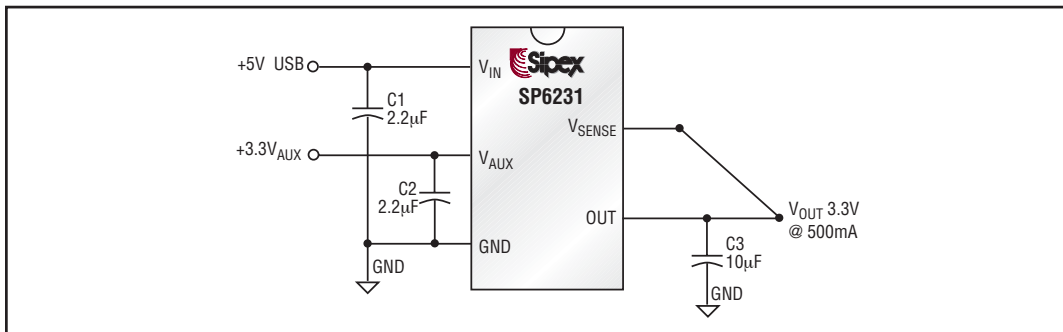 +5V USB
C1
2.2µF
+3.3VAUX
C2
2.2µF
GND
VIN
Sipex
SP6231
VSENSE
VAUX
OUT
GND
VOUT 3.3V
@ 500mA
C3
10µF
GND